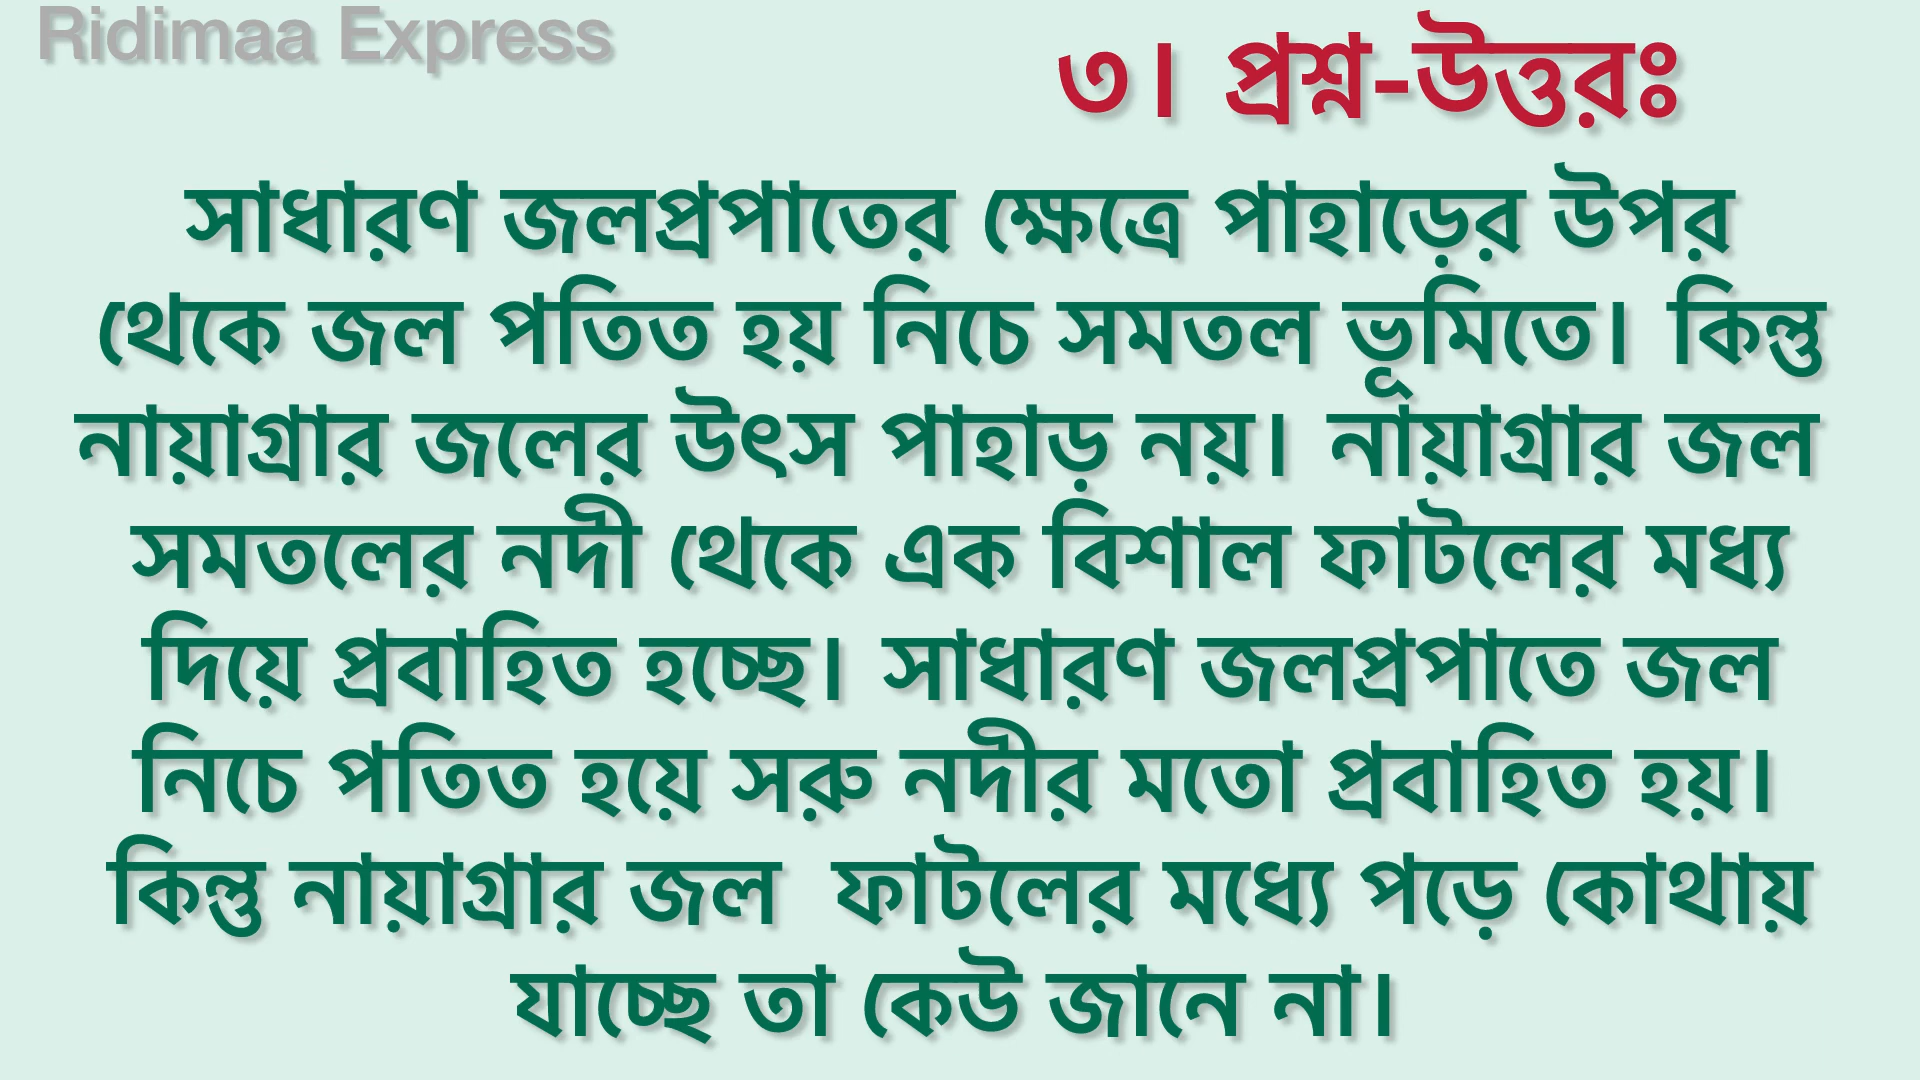 Ridimaa Express
৩। প্রশ্ন-উত্তরঃ
সাধারণ জলপ্রপাতের ক্ষেত্রে পাহাড়ের উপর
থেকে জল পতিত হয় নিচে সমতল ভূমিতে। কিন্তু
নায়াগ্রার জলের উৎস পাহাড় নয়। নায়াগ্রার জল
সমতলের নদী থেকে এক বিশাল ফাটলের মধ্য
দিয়ে প্রবাহিত হচ্ছে। সাধারণ জলপ্রপাতে জল
নিচে পতিত হয়ে সরু নদীর মতো প্রবাহিত হয়।
কিন্তু নায়াগ্রার জল  ফাটলের মধ্যে পড়ে কোথায়
যাচ্ছে তা কেউ জানে না।